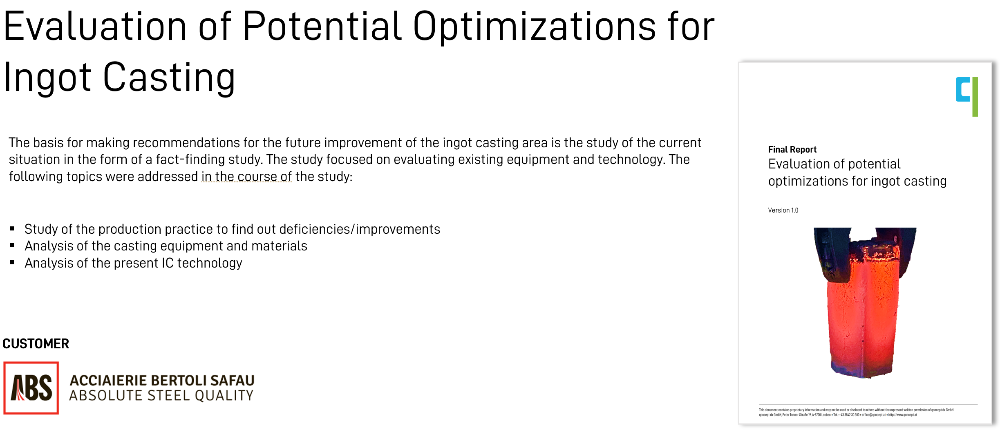 Evaluation of Potential Optimizations for
Ingot Casting
The basis for making recommendations for the future improvement of the ingot casting area is the study of the current
situation in the form of a fact-finding study. The study focused on evaluating existing equipment and technology. The
following topics were addressed in the course of the study:
▪ Study of the production practice to find out deficiencies/improvements
▪ Analysis of the casting equipment and materials
▪ Analysis of the present IC technology
CUSTOMER
ABS
ACCIAIERIE BERTOLI SAFAU
ABSOLUTE STEEL QUALITY
Final Report
Evaluation of potential
optimizations for ingot casting
Version 1.0
This document contains proprietary information and may not be used or disclosed to others without the expressed written permission of qoncept dx GmbH
qoncept dx GmbH, Peter Tunner Straße 19, A-8700 Leoben • Tel.: +43 3842 30 300 • office@qoncept.at • http://www.qoncept.at